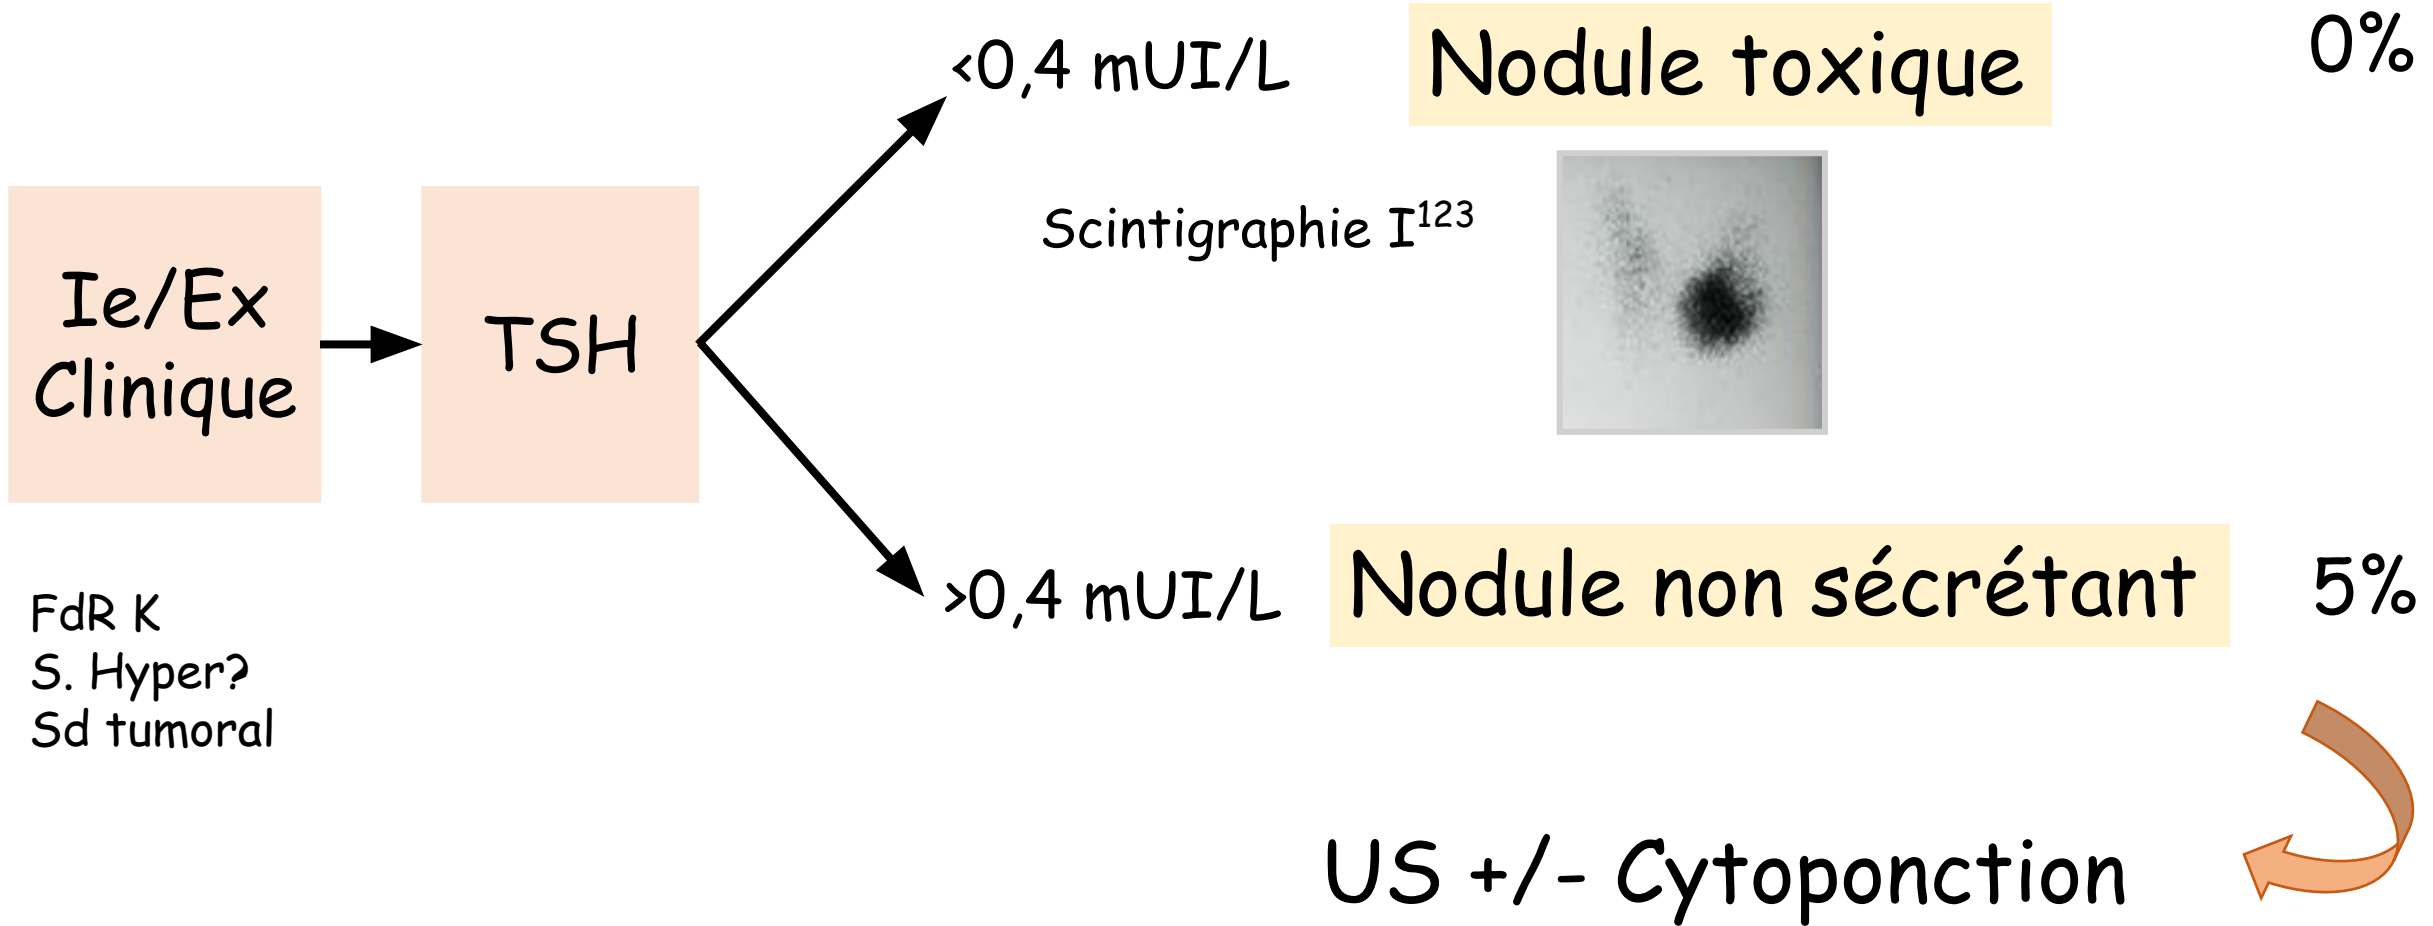 Ie/Ex
Clinique
FdR K
S. Hyper?
Sd tumoral
TSH
<0,4 mUI/L
Nodule toxique
0%
Scintigraphie I¹²³
>0,4 mUI/L
Nodule non sécrétant
5%
US +/- Cytoponction